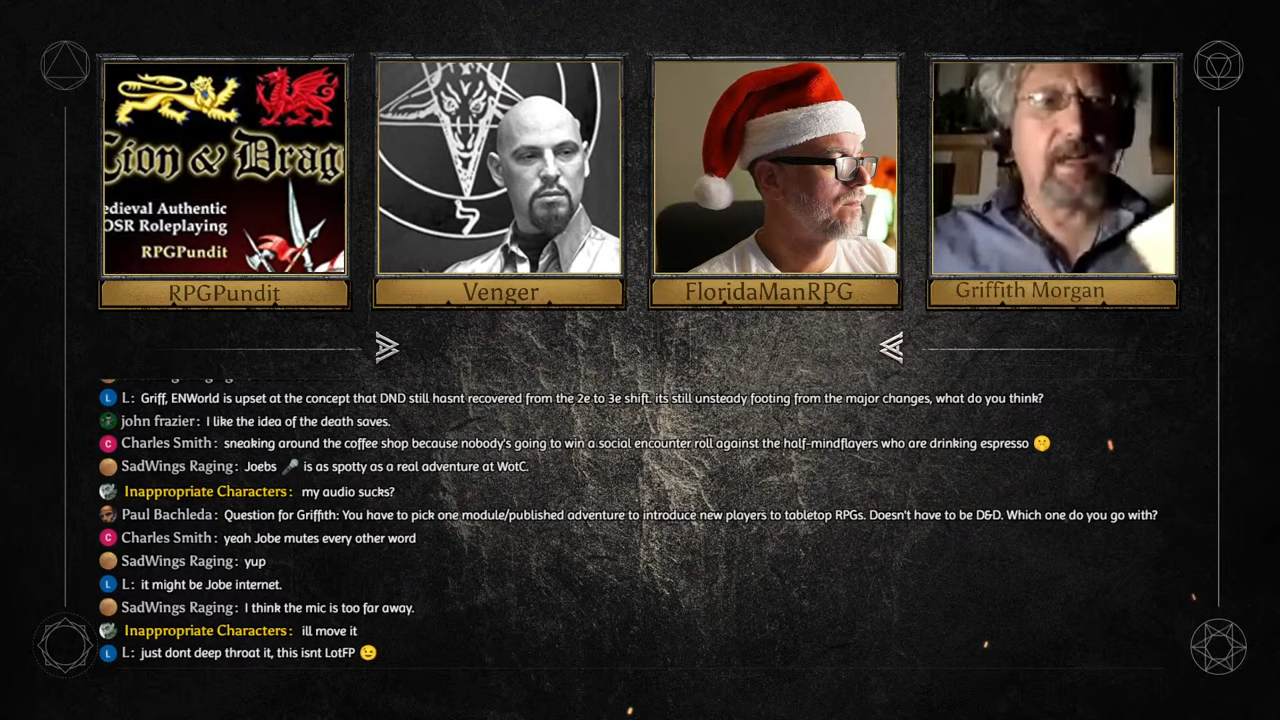 Lion & Drag
edieval Authentic
OSR Roleplaying
RPGPundit
RPGPundit
Venger
FloridaManRPG
Griffith Morgan
L: Griff, ENWorld is upset at the concept that DND still hasnt recovered from the 2e to 3e shift. its still unsteady footing from the major changes, what do you think?
john frazier: I like the idea of the death saves.
C Charles Smith: sneaking around the coffee shop because nobody's going to win a social encounter roll against the half-mindflayers who are drinking espresso 🤫
SadWings Raging: Joebs 🎤 is as spotty as a real adventure at WotC.
Inappropriate Characters: my audio sucks?
Paul Bachleda: Question for Griffith: You have to pick one module/published adventure to introduce new players to tabletop RPGs. Doesn't have to be D&D. Which one do you go with?
C Charles Smith: yeah Jobe mutes every other word
SadWings Raging: yup
L L: it might be Jobe internet.
SadWings Raging: I think the mic is too far away.
Inappropriate Characters: ill move it
L L: just dont deep throat it, this isnt LotFP 😉